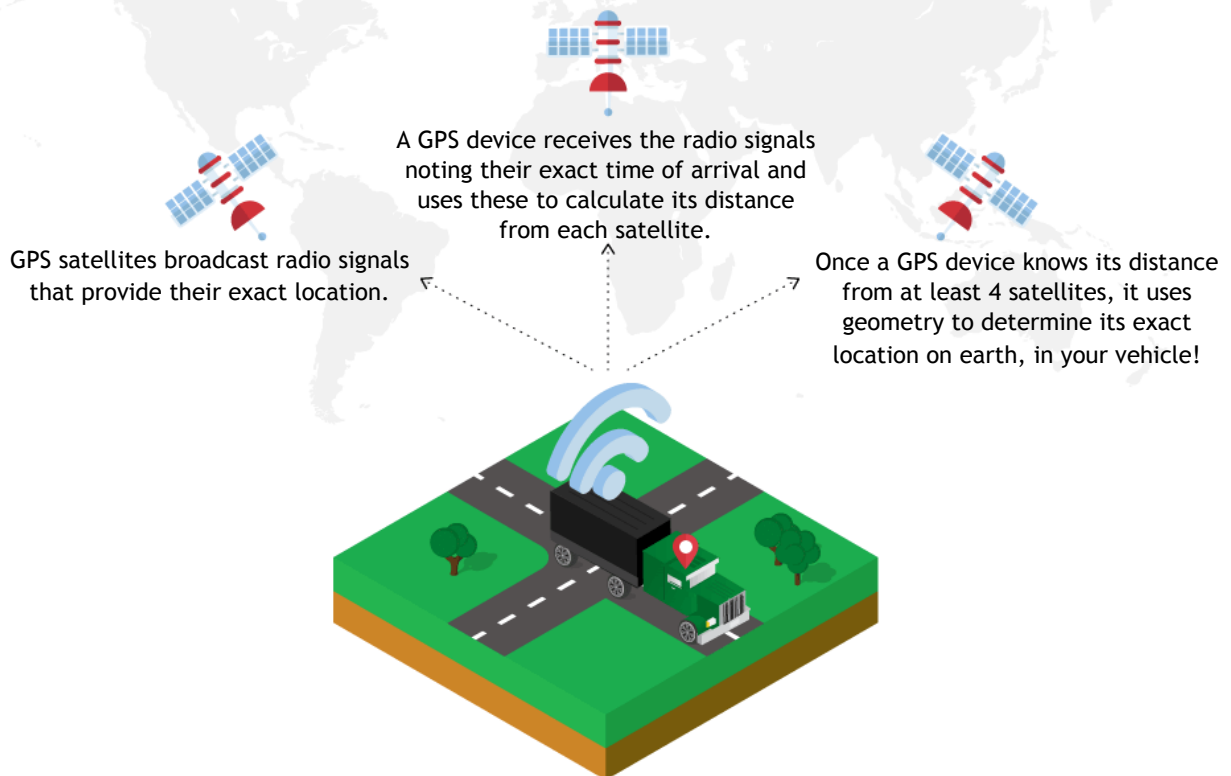 GPS satellites broadcast radio signals
that provide their exact location.
A GPS device receives the radio signals
noting their exact time of arrival and
uses these to calculate its distance
from each satellite.
Once a GPS device knows its distance
from at least 4 satellites, it uses
geometry to determine its exact
location on earth, in your vehicle!